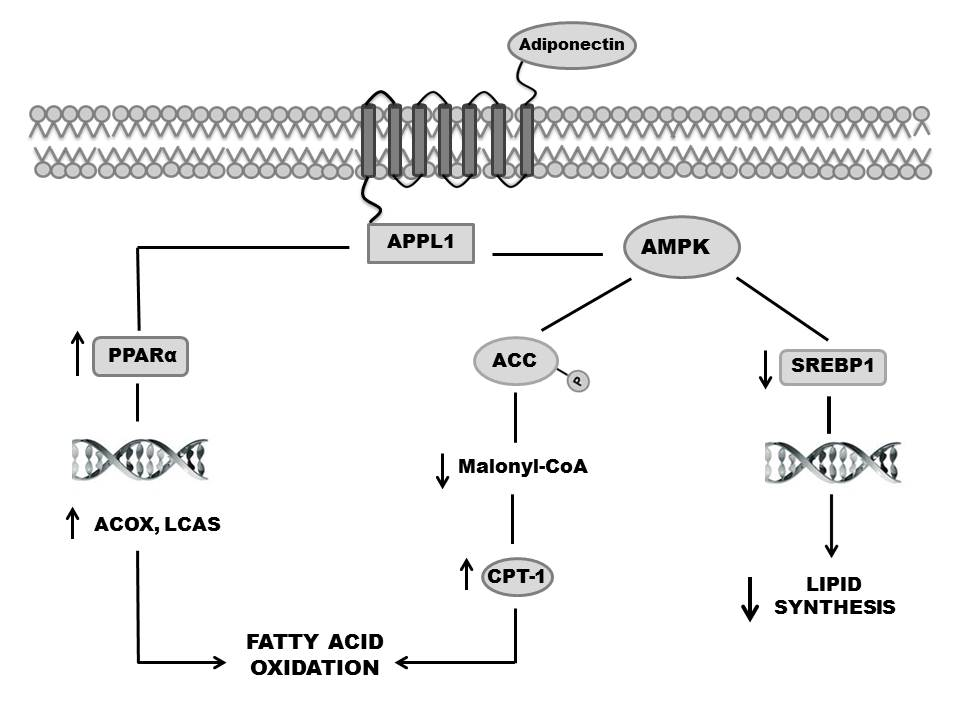 Adiponectin
APPL1
AMPK
PPARα
ACC
P
SREBP1
Malonyl-CoA
ACOX, LCAS
CPT-1
LIPID
SYNTHESIS
FATTY ACID
OXIDATION